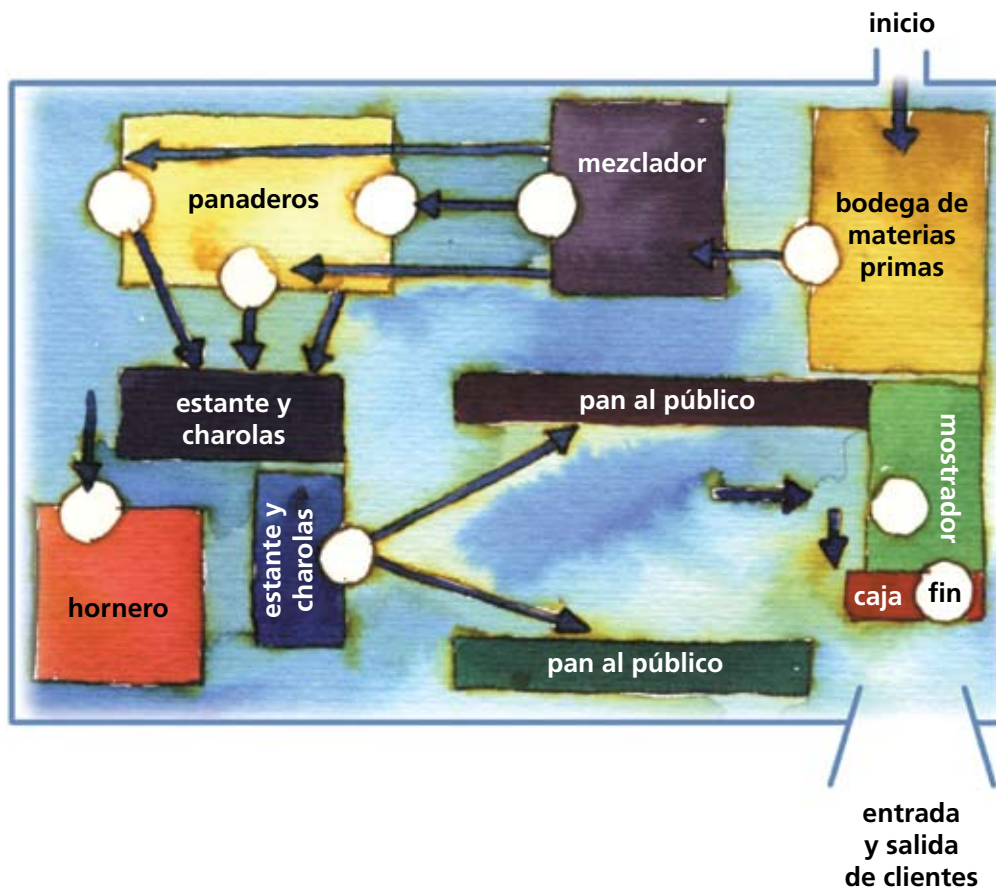 inicio
mezclador
panaderos
bodega de
materias
primas
estante y
charolas
pan al público
mostrador
estante y
charolas
hornero
caja
fin
pan al público
entrada
y salida
de clientes